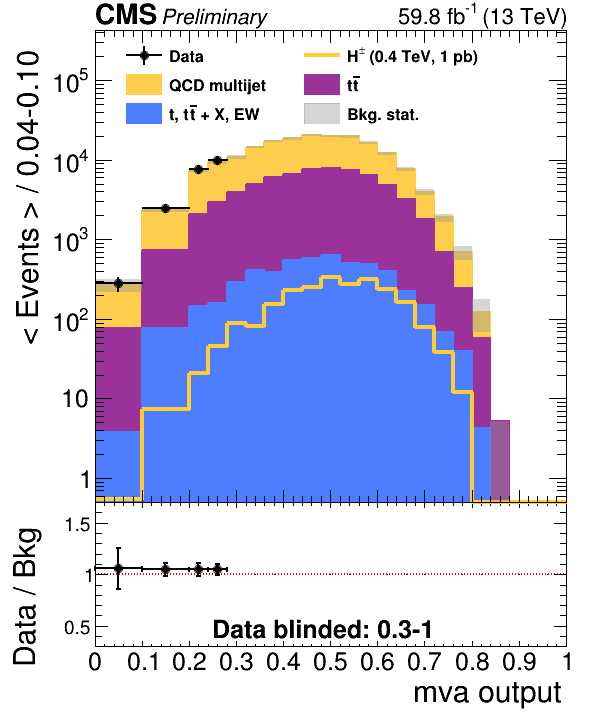 CMS Preliminary 59.8 fb⁻¹ (13 TeV)
Data
H± (0.4 TeV, 1 pb)
QCD multijet
tt̄
t, tt̄ + X, EW
Bkg. stat.
< Events > / 0.04-0.10
10⁵
10⁴
10³
10²
10
1
Data / Bkg
1.5
1
0.5
Data blinded: 0.3-1
0 0.1 0.2 0.3 0.4 0.5 0.6 0.7 0.8 0.9 1
mva output